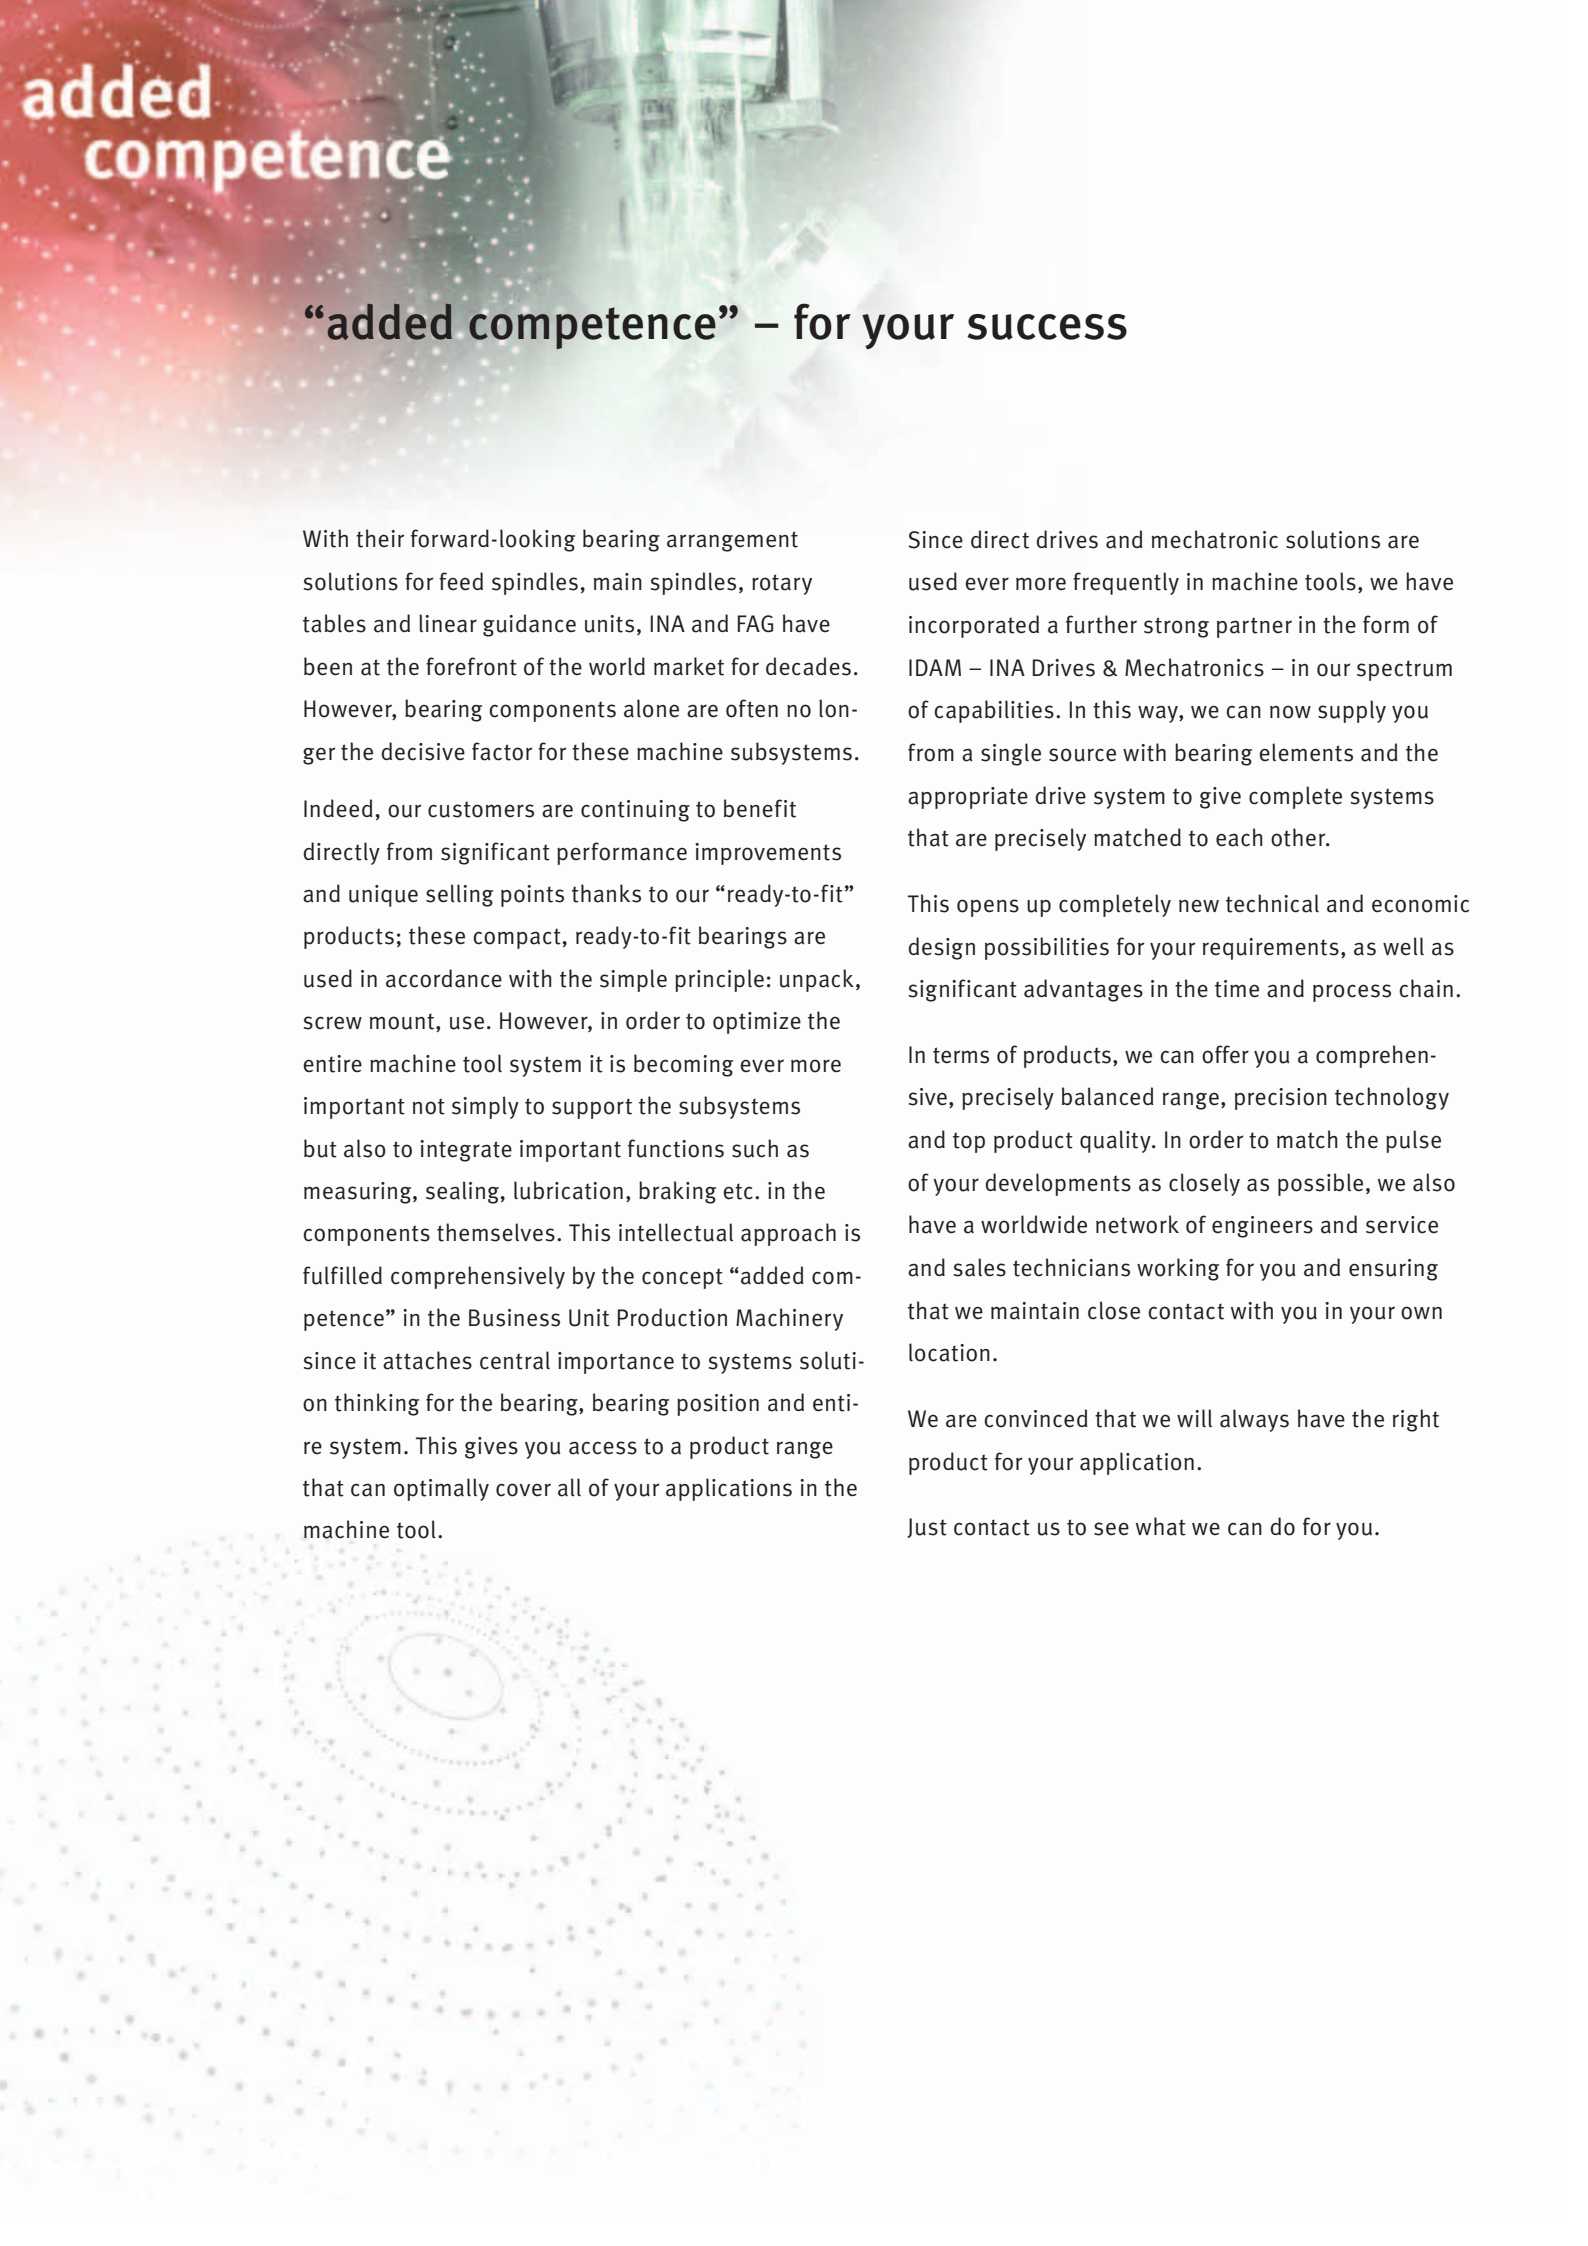 added
competence
“added competence” – for your success
With their forward-looking bearing arrangement
solutions for feed spindles, main spindles, rotary
tables and linear guidance units, INA and FAG have
been at the forefront of the world market for decades.
However, bearing components alone are often no lon-
ger the decisive factor for these machine subsystems.
Indeed, our customers are continuing to benefit
directly from significant performance improvements
and unique selling points thanks to our “ready-to-fit”
products; these compact, ready-to-fit bearings are
used in accordance with the simple principle: unpack,
screw mount, use. However, in order to optimize the
entire machine tool system it is becoming ever more
important not simply to support the subsystems
but also to integrate important functions such as
measuring, sealing, lubrication, braking etc. in the
components themselves. This intellectual approach is
fulfilled comprehensively by the concept “added com-
petence” in the Business Unit Production Machinery
since it attaches central importance to systems soluti-
on thinking for the bearing, bearing position and enti-
re system. This gives you access to a product range
that can optimally cover all of your applications in the
machine tool.
Since direct drives and mechatronic solutions are
used ever more frequently in machine tools, we have
incorporated a further strong partner in the form of
IDAM – INA Drives & Mechatronics – in our spectrum
of capabilities. In this way, we can now supply you
from a single source with bearing elements and the
appropriate drive system to give complete systems
that are precisely matched to each other.
This opens up completely new technical and economic
design possibilities for your requirements, as well as
significant advantages in the time and process chain.
In terms of products, we can offer you a comprehen-
sive, precisely balanced range, precision technology
and top product quality. In order to match the pulse
of your developments as closely as possible, we also
have a worldwide network of engineers and service
and sales technicians working for you and ensuring
that we maintain close contact with you in your own
location.
We are convinced that we will always have the right
product for your application.
Just contact us to see what we can do for you.